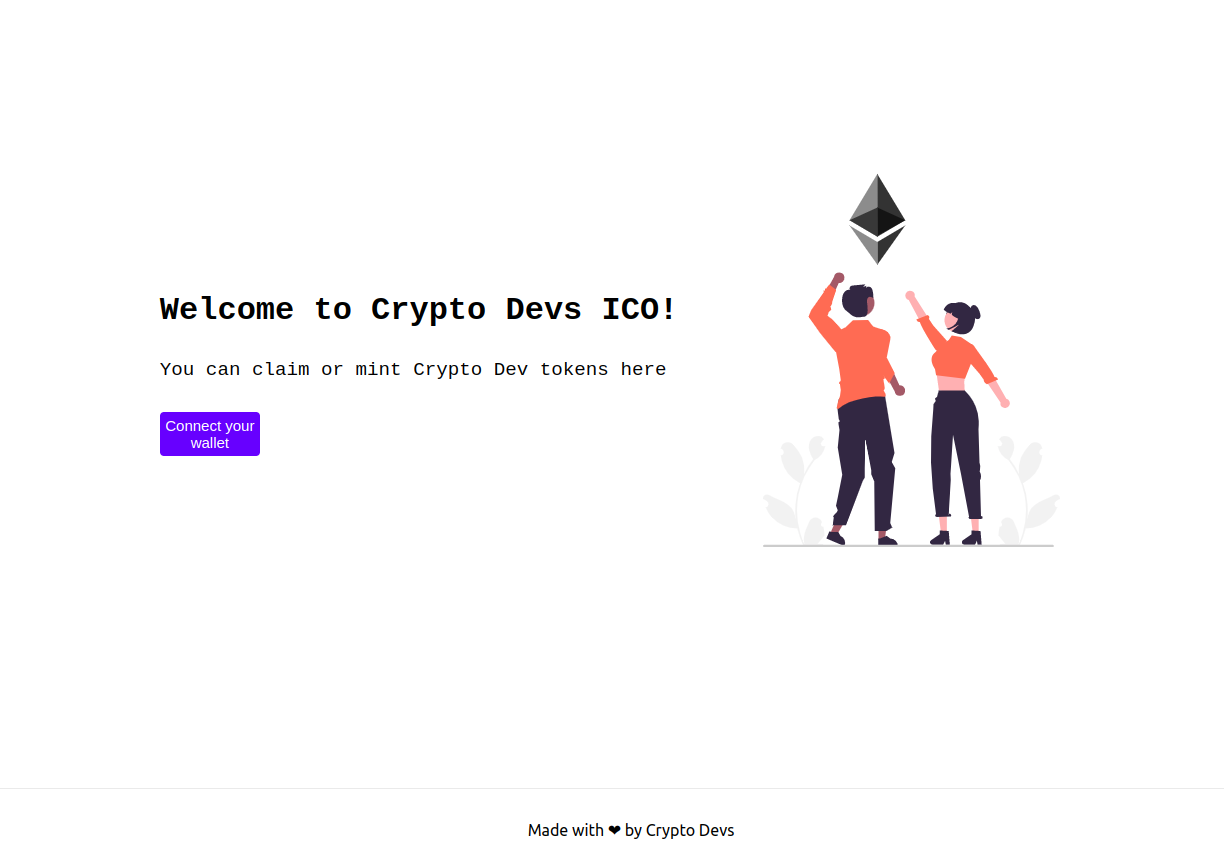 Welcome to Crypto Devs ICO!
You can claim or mint Crypto Dev tokens here
Connect your
wallet
Made with ❤ by Crypto Devs